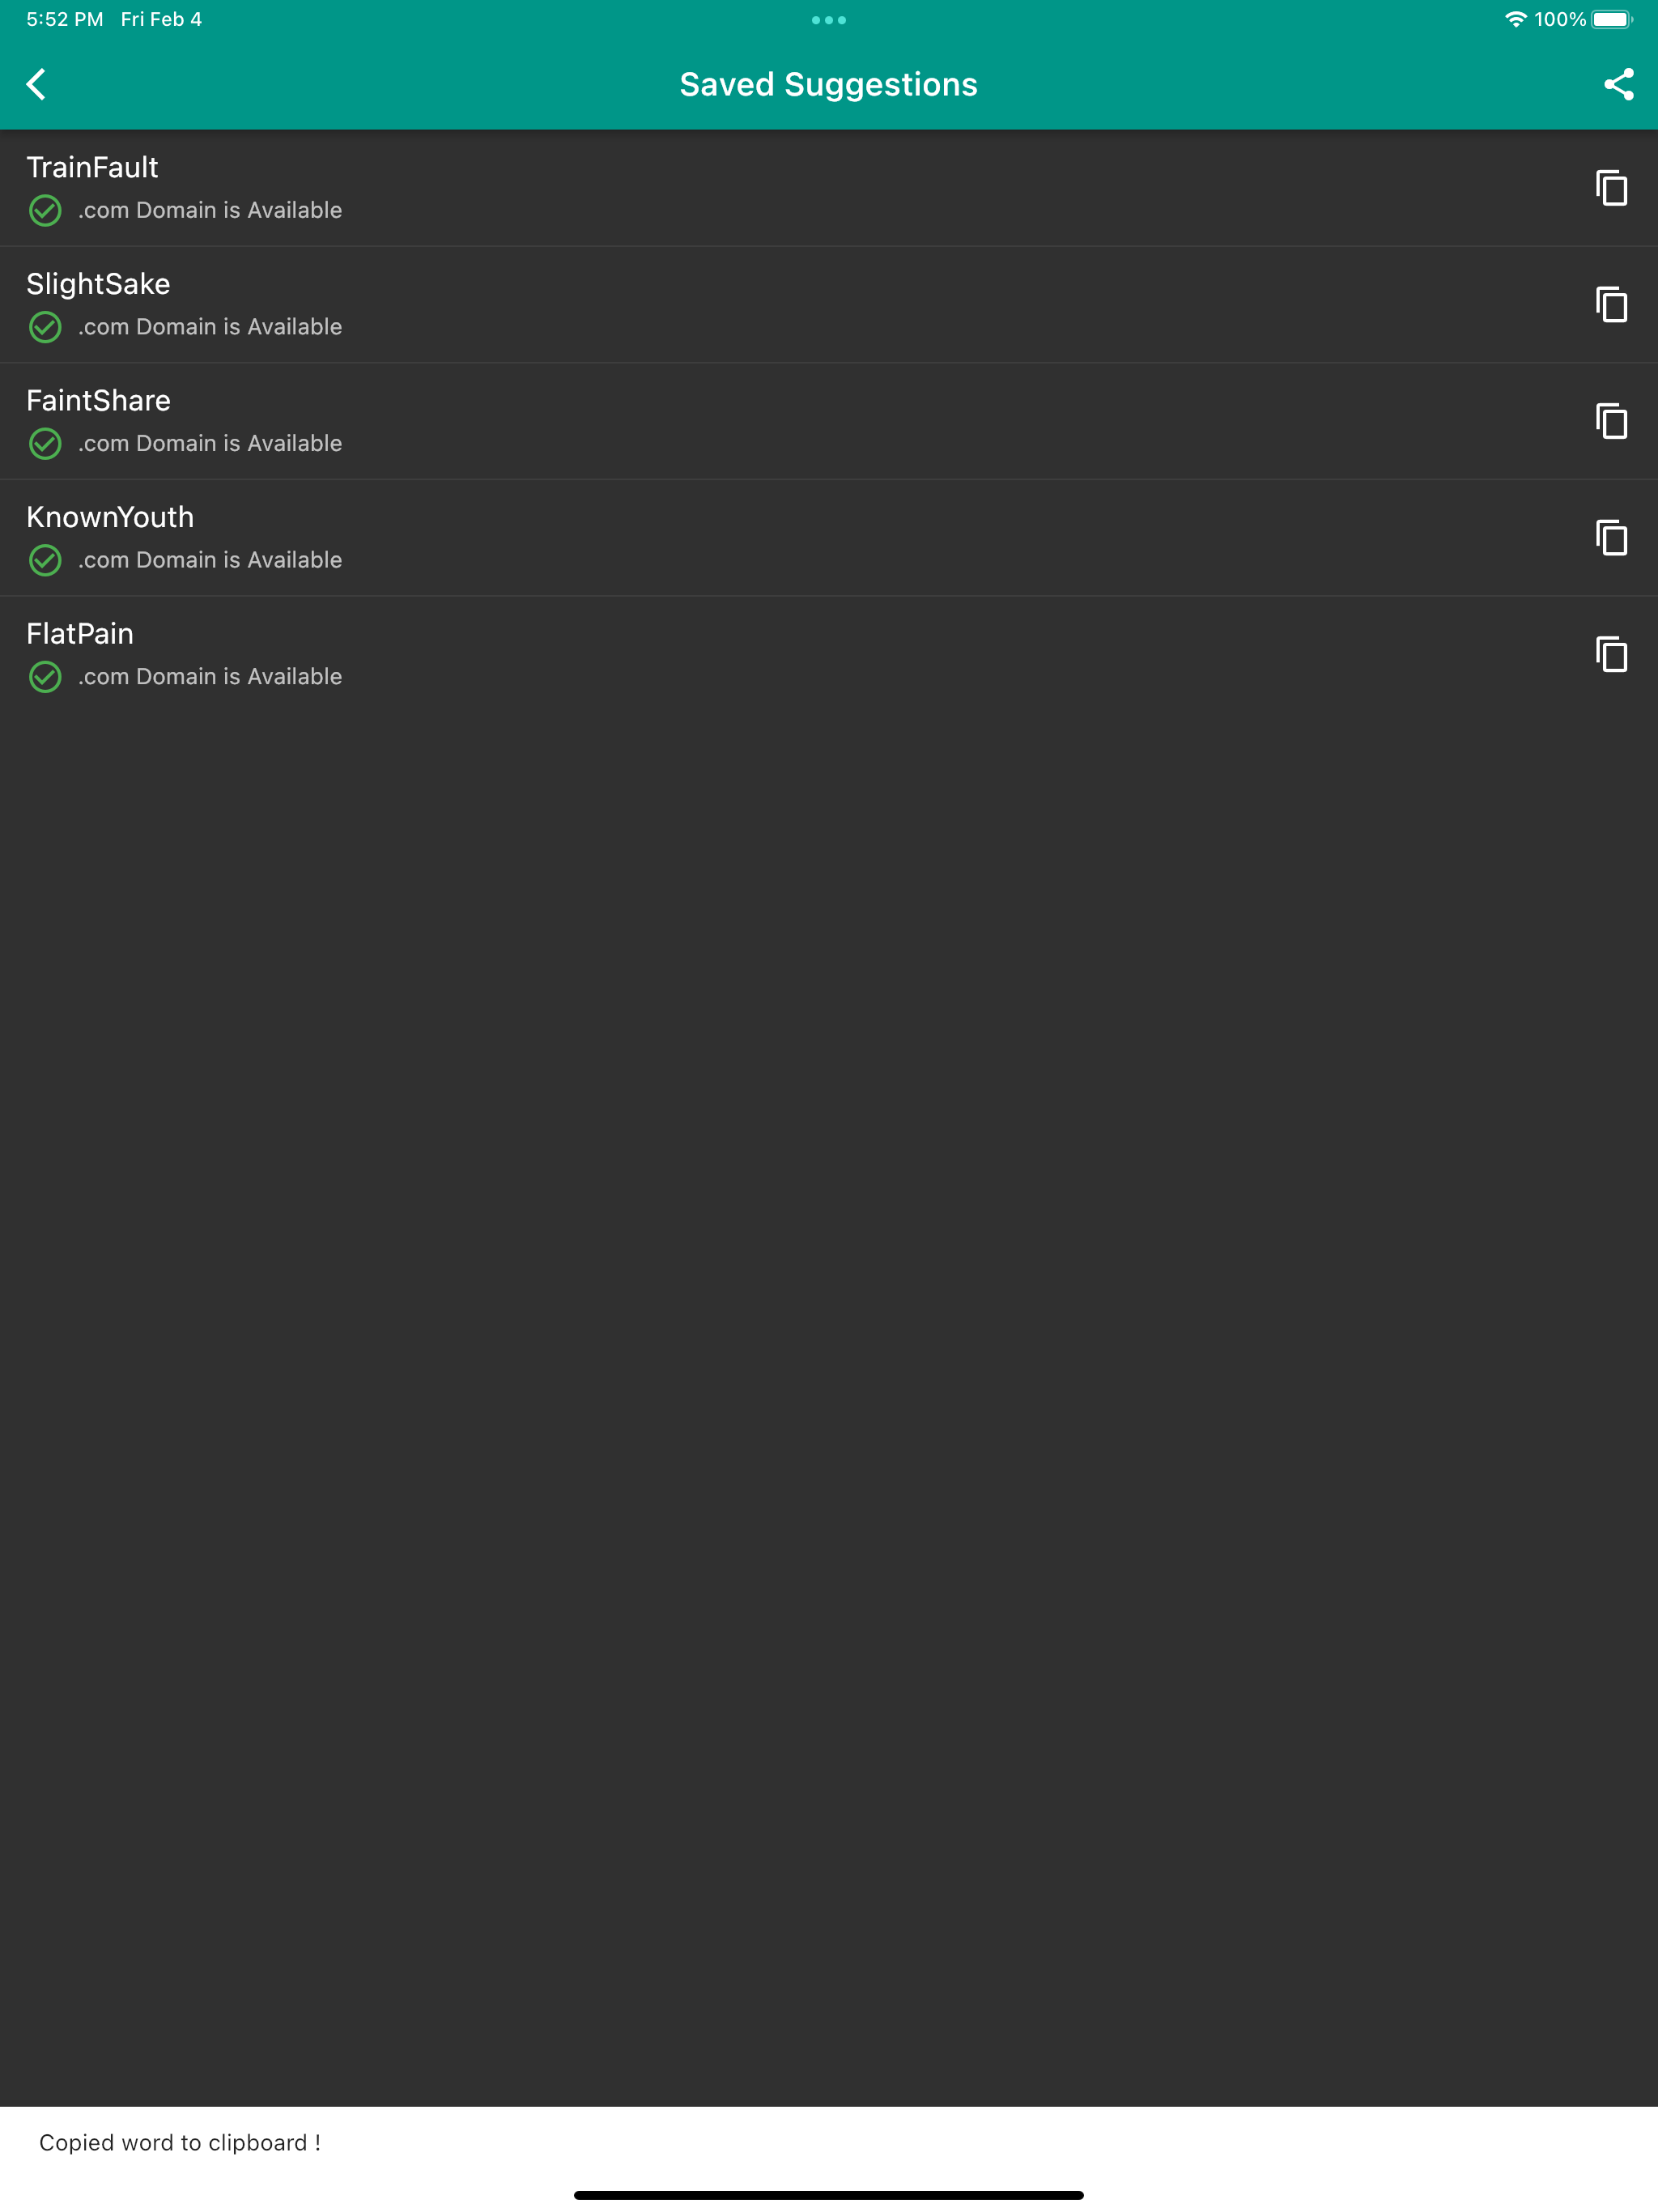 5:52 PM Fri Feb 4
100%
Saved Suggestions
TrainFault
.com Domain is Available
SlightSake
.com Domain is Available
FaintShare
.com Domain is Available
KnownYouth
.com Domain is Available
FlatPain
.com Domain is Available
Copied word to clipboard !